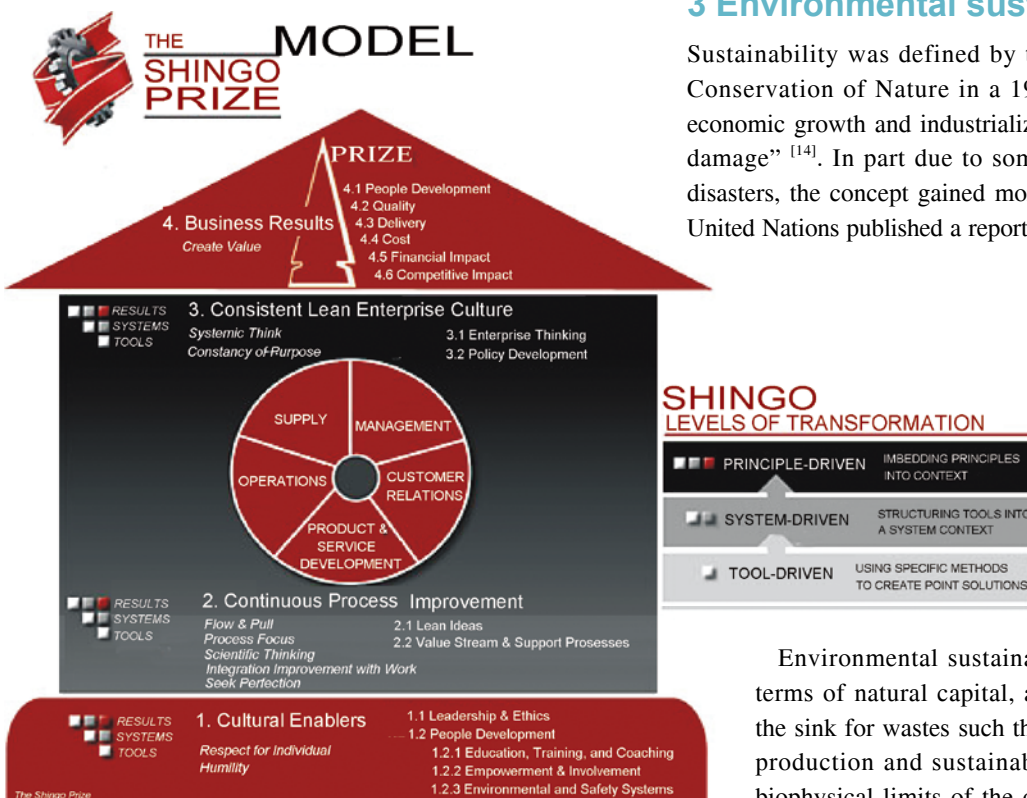 THE
SHINGO
PRIZE
MODEL
PRIZE
4. Business Results
Create Value
4.1 People Development
4.2 Quality
4.3 Delivery
4.4 Cost
4.5 Financial Impact
4.6 Competitive Impact
RESULTS
SYSTEMS
TOOLS
3. Consistent Lean Enterprise Culture
Systemic Think
Constancy of Purpose
3.1 Enterprise Thinking
3.2 Policy Development
SUPPLY
MANAGEMENT
OPERATIONS
CUSTOMER
RELATIONS
PRODUCT &
SERVICE
DEVELOPMENT
RESULTS
SYSTEMS
TOOLS
2. Continuous Process Improvement
Flow & Pull
Process Focus
Scientific Thinking
Integration Improvement with Work
Seek Perfection
2.1 Lean Ideas
2.2 Value Stream & Support Prosesses
RESULTS
SYSTEMS
TOOLS
1. Cultural Enablers
Respect for Individual
Humility
1.1 Leadership & Ethics
1.2 People Development
1.2.1 Education, Training, and Coaching
1.2.2 Empowerment & Involvement
1.2.3 Environmental and Safety Systems
The Shingo Prize
3 Environmental
Sustainability was defined by
Conservation of Nature in a
economic growth and
damage” [14]. In part due to
disasters, the concept gained
United Nations published a report
SHINGO
LEVELS OF TRANSFORMATION
PRINCIPLE-DRIVEN
IMBEDDING PRINCIPLES
INTO CONTEXT
SYSTEM-DRIVEN
STRUCTURING TOOLS INTO
A SYSTEM CONTEXT
TOOL-DRIVEN
USING SPECIFIC METHODS
TO CREATE POINT SOLUTIONS
Environmental
terms of natural capital,
the sink for wastes such
production and
biophysical limits of the